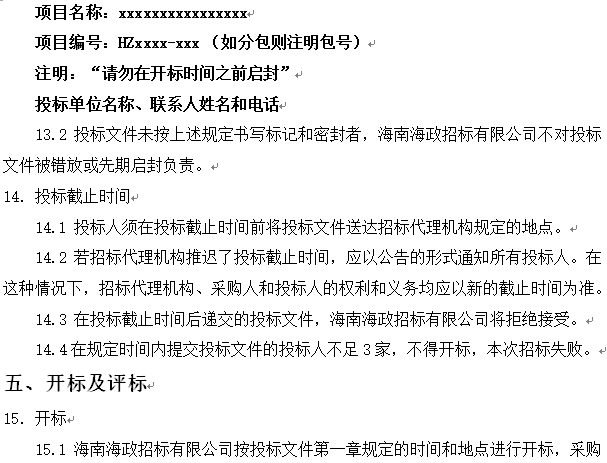 项目名称：xxxxxxxxxxxxxxxx
项目编号：HZxxxx-xxx （如分包则注明包号）
注明：“请勿在开标时间之前启封”
投标单位名称、联系人姓名和电话
13.2 投标文件未按上述规定书写标记和密封者，海南海政招标有限公司不对投标
文件被错放或先期启封负责。
14. 投标截止时间
14.1 投标人须在投标截止时间前将投标文件送达招标代理机构规定的地点。
14.2 若招标代理机构推迟了投标截止时间，应以公告的形式通知所有投标人。在
这种情况下，招标代理机构、采购人和投标人的权利和义务均应以新的截止时间为准。
14.3 在投标截止时间后递交的投标文件，海南海政招标有限公司将拒绝接受。
14.4 在规定时间内提交投标文件的投标人不足 3 家，不得开标，本次招标失败。
五、开标及评标
15. 开标
15.1 海南海政招标有限公司按投标文件第一章规定的时间和地点进行开标，采购